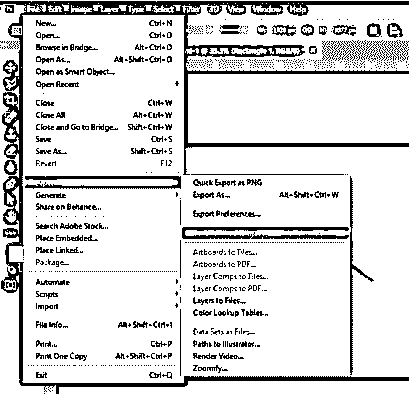 File Edit Image Layer Type Select Filter 3D View Window Help
New... Ctrl+N
Open... Ctrl+O
Browse in Bridge... Alt+Ctrl+O
Open As... Alt+Shift+Ctrl+O
Open as Smart Object...
Open Recent
Close Ctrl+W
Close All Alt+Ctrl+W
Close and Go to Bridge... Shift+Ctrl+W
Save Ctrl+S
Save As... Shift+Ctrl+S
Revert F12
Generate
Share on Behance...
Search Adobe Stock...
Place Embedded...
Place Linked...
Package...
Automate
Scripts
Import
File Info... Alt+Shift+Ctrl+I
Print... Ctrl+P
Print One Copy Alt+Shift+Ctrl+P
Exit Ctrl+Q
Quick Export as PNG
Export As... Alt+Shift+Ctrl+W
Export Preferences...
Artboards to Files...
Artboards to PDF...
Layer Comps to Files...
Layer Comps to PDF...
Layers to Files...
Color Lookup Tables...
Data Sets as Files...
Paths to Illustrator...
Render Video...
Zoomify...